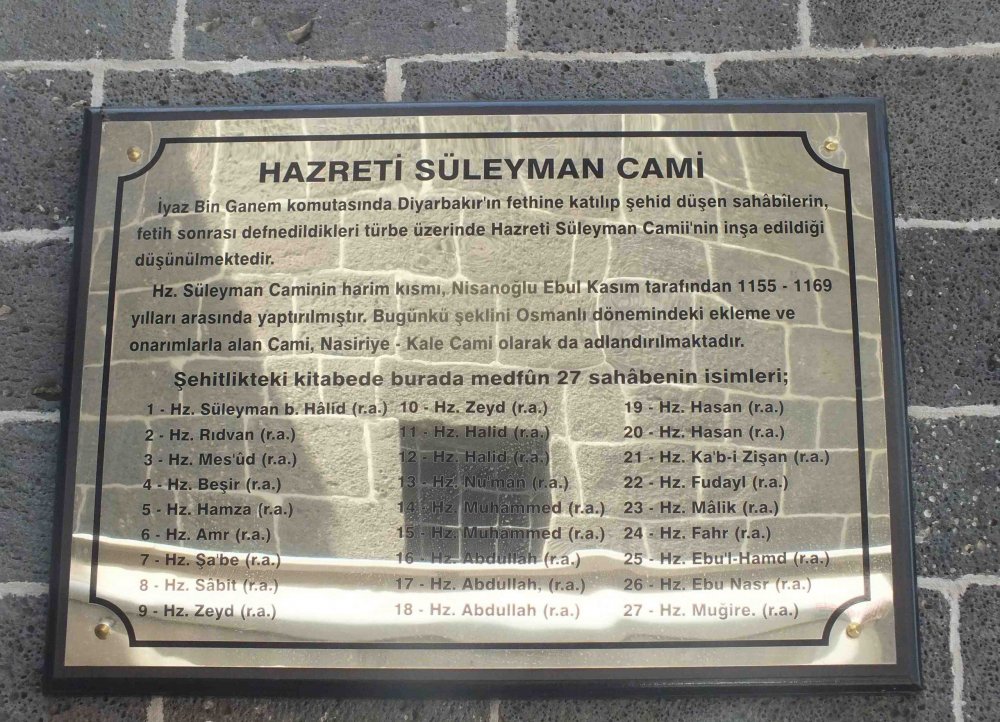 HAZRETİ SÜLEYMAN CAMİ
İyaz Bin Ganem komutasında Diyarbakır'ın fethine katılıp şehid düşen sahâbîlerin,
fetih sonrası defnedildikleri türbe üzerinde Hazreti Süleyman Camii'nin inşa edildiği
düşünülmektedir.
Hz. Süleyman Caminin harim kısmı, Nisanoğlu Ebul Kasım tarafından 1155 - 1169
yılları arasında yaptırılmıştır. Bugünkü şeklini Osmanlı dönemindeki ekleme ve
onarımlarla alan Cami, Nasiriye - Kale Cami olarak da adlandırılmaktadır.
Şehitlikteki kitabede burada medfûn 27 sahâbenin isimleri;
1 - Hz. Süleyman b. Hâlid (r.a.)
2 - Hz. Rıdvan (r.a.)
3 - Hz. Mes'ûd (r.a.)
4 - Hz. Beşir (r.a.)
5 - Hz. Hamza (r.a.)
6 - Hz. Amr (r.a.)
7 - Hz. Şa'be (r.a.)
8 - Hz. Sâbit (r.a.)
9 - Hz. Zeyd (r.a.)
10 - Hz. Zeyd (r.a.)
11 - Hz. Halid (r.a.)
12 - Hz. Halid (r.a.)
13 - Hz. Nu'man (r.a.)
14 - Hz. Muhammed (r.a.)
15 - Hz. Muhammed (r.a.)
16 - Hz. Abdullah (r.a.)
17 - Hz. Abdullah, (r.a.)
18 - Hz. Abdullah (r.a.)
19 - Hz. Hasan (r.a.)
20 - Hz. Hasan (r.a.)
21 - Hz. Ka'b-i Zişan (r.a.)
22 - Hz. Fudayl (r.a.)
23 - Hz. Mâlik (r.a.)
24 - Hz. Fahr (r.a.)
25 - Hz. Ebu'l-Hamd (r.a.)
26 - Hz. Ebu Nasr (r.a.)
27 - Hz. Muğire. (r.a.)